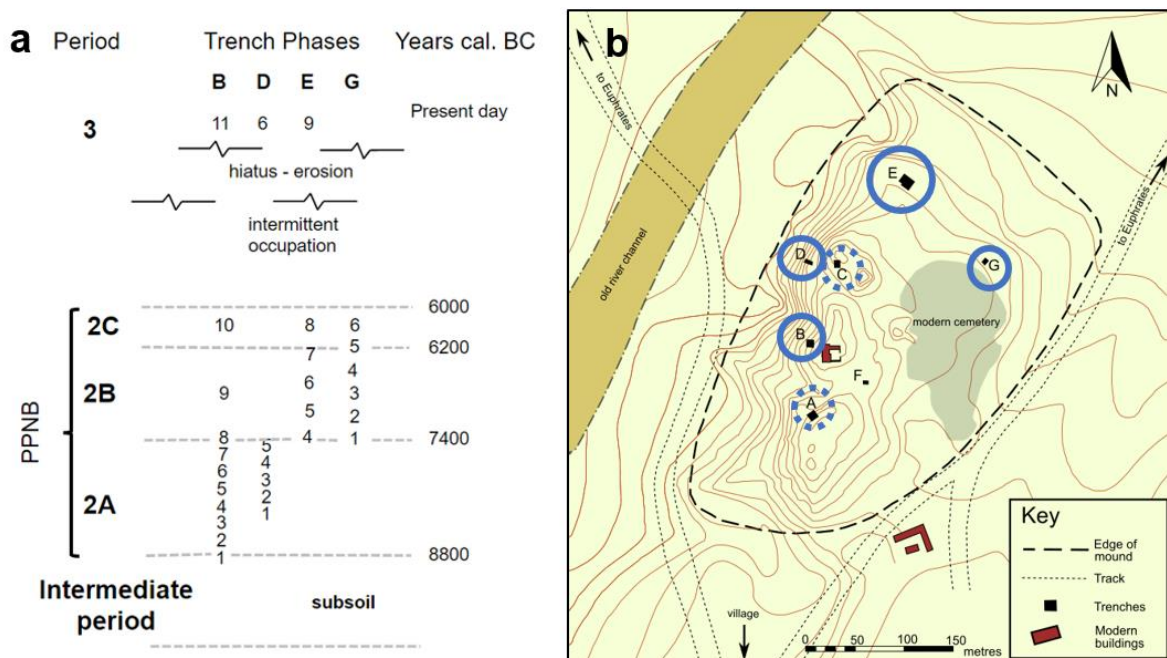 a
Period Trench Phases Years cal. BC
B D E G
Present day
3 11 6 9
hiatus - erosion
intermittent
occupation
6000
2C 10 8 6
7 5 6200
4
2B 9 6 3
5 2
8 4 1 7400
7 5
6 4
PPNB
5 3
2A 4 2
3 1
2
1 8800
Intermediate
period
subsoil
b
to Euphrates
old river channel
N
E
to Euphrates
D
C
G
modern cemetery
B
F
A
Key
Edge of
mound
Track
Trenches
Modern
buildings
village
0 50 100 150
metres